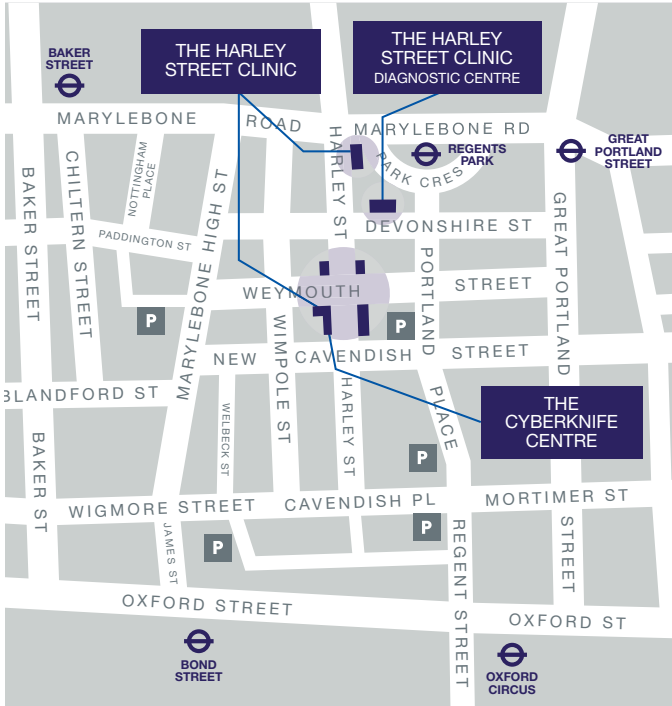 BAKER
STREET
THE HARLEY
STREET CLINIC
THE HARLEY
STREET CLINIC
DIAGNOSTIC CENTRE
MARYLEBONE
ROAD
MARYLEBONE RD
REGENTS
PARK
GREAT
PORTLAND
STREET
PARK CRES
HARLEY ST
NOTTINGHAM
PLACE
CHILTERN STREET
BAKER STREET
MARYLEBONE HIGH ST
PADDINGTON ST
DEVONSHIRE ST
GREAT PORTLAND
PORTLAND
WEYMOUTH
STREET
P
P
WIMPOLE ST
NEW
CAVENDISH
STREET
BLANDFORD ST
HARLEY ST
PLACE
THE
CYBERKNIFE
CENTRE
WELBECK ST
BAKER ST
P
WIGMORE STREET
CAVENDISH PL
MORTIMER ST
P
P
JAMES ST
REGENT STREET
STREET
OXFORD STREET
OXFORD ST
BOND
STREET
OXFORD
CIRCUS